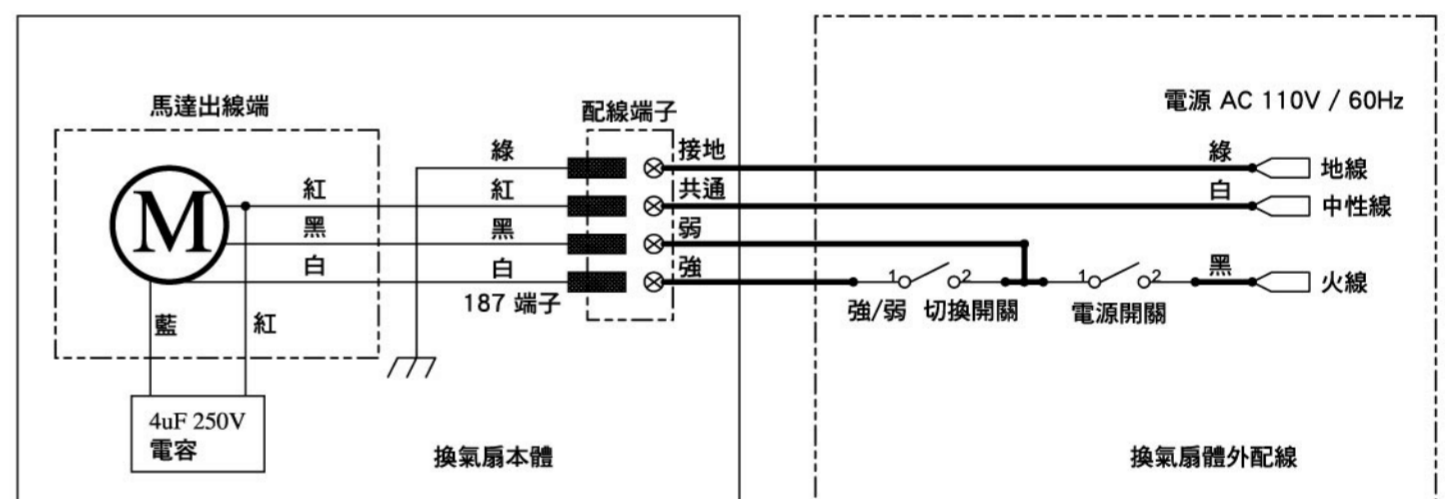 馬達出線端
配線端子
電源 AC 110V / 60Hz
綠
接地
綠
地線
紅
紅
共通
白
中性線
M
黑
黑
弱
白
白
強
1
2
1
2
黑
火線
187 端子
強/弱 切換開關
電源開關
藍
紅
4uF 250V
電容
換氣扇本體
換氣扇體外配線